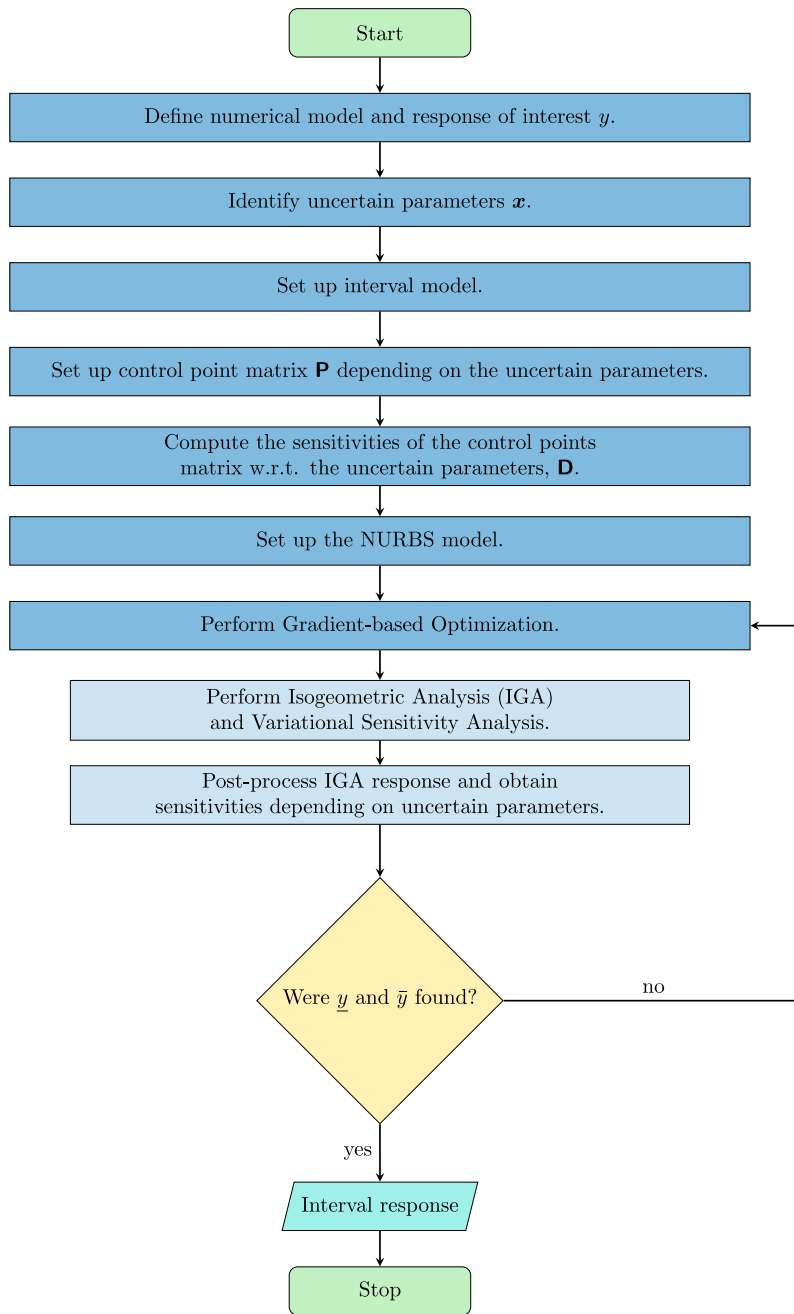 Start
Define numerical model and response of interest y.
Identify uncertain parameters x.
Set up interval model.
Set up control point matrix P depending on the uncertain parameters.
Compute the sensitivities of the control points
matrix w.r.t. the uncertain parameters, D.
Set up the NURBS model.
Perform Gradient-based Optimization.
Perform Isogeometric Analysis (IGA)
and Variational Sensitivity Analysis.
Post-process IGA response and obtain
sensitivities depending on uncertain parameters.
Were y̲ and ȳ found?
no
yes
Interval response
Stop